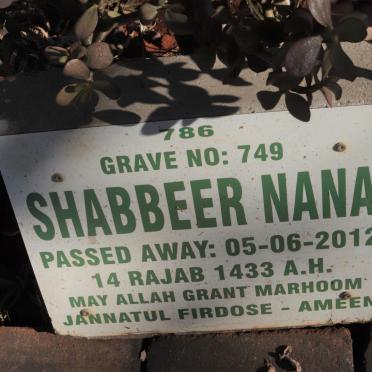 786
GRAVE NO: 749
SHABBEER NANA
PASSED AWAY: 05-06-2012
14 RAJAB 1433 A.H.
MAY ALLAH GRANT MARHOOM
JANNATUL FIRDOSE - AMEEN